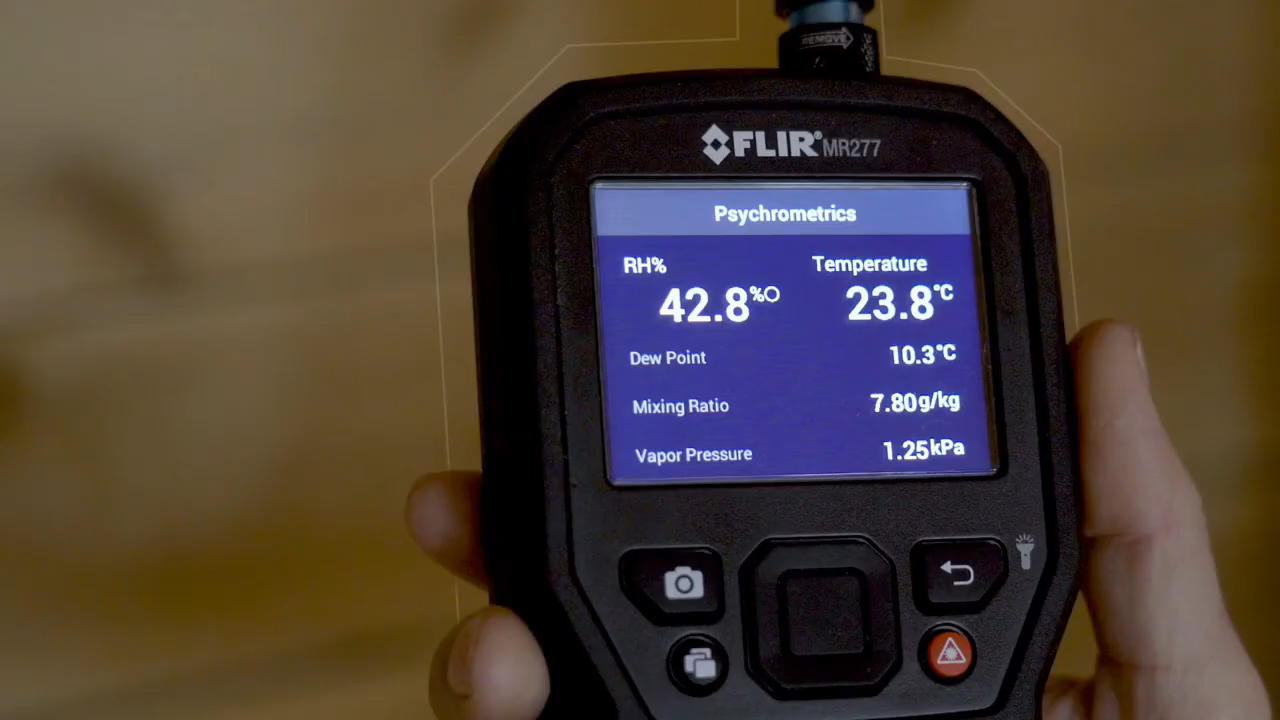 REMOVE
FLIR® MR277
Psychrometrics
RH% Temperature
42.8%○ 23.8°C
Dew Point 10.3°C
Mixing Ratio 7.80g/kg
Vapor Pressure 1.25kPa